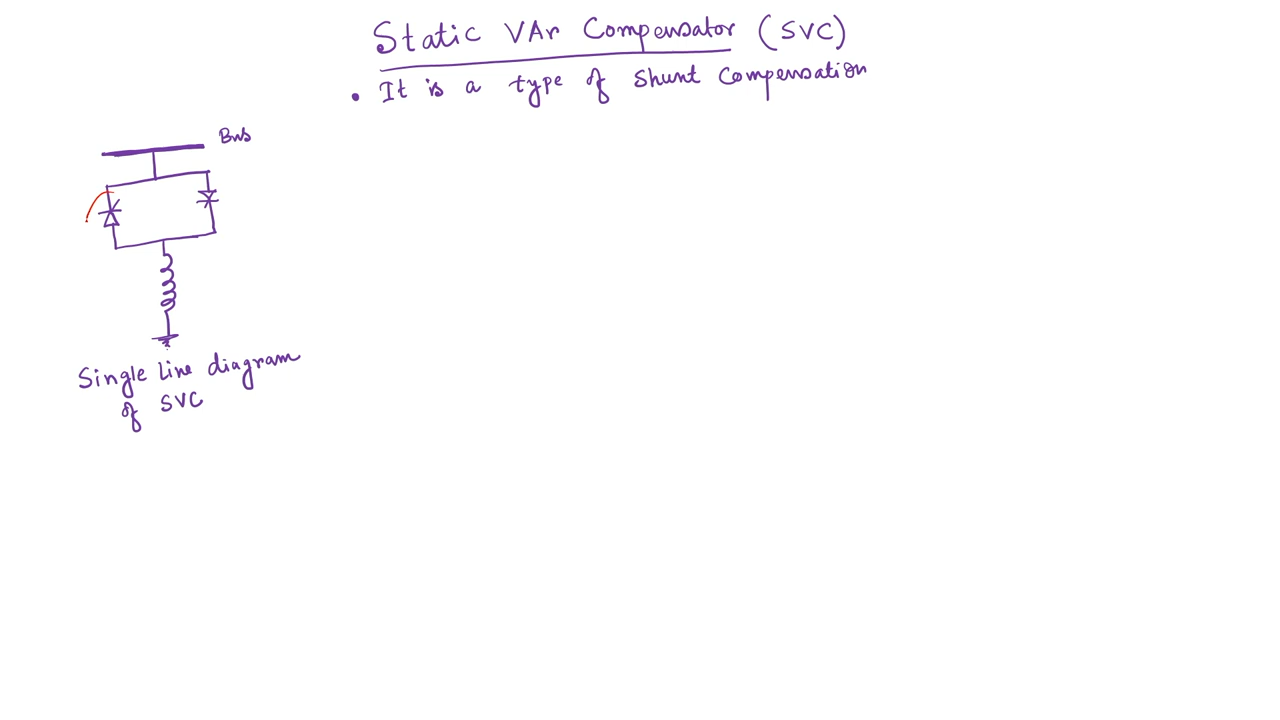 Static VAr Compensator (SVC)
• It is a type of Shunt Compensation
Bus
Single Line diagram
of SVC